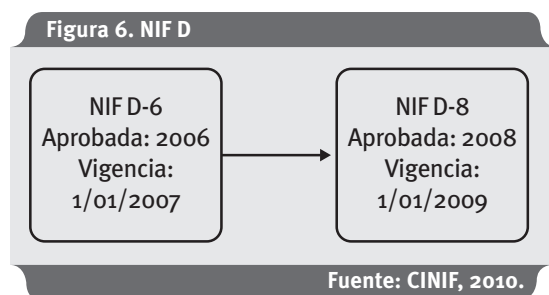 Figura 6. NIF D
NIF D-6
Aprobada: 2006
Vigencia:
1/01/2007
NIF D-8
Aprobada: 2008
Vigencia:
1/01/2009
Fuente: CINIF, 2010.